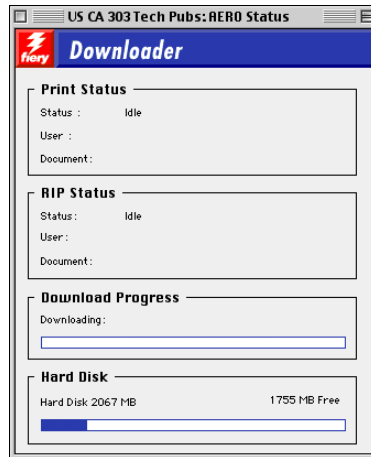 US CA 303 Tech Pubs:AERO Status
fiery
Downloader
Print Status
Status : Idle
User :
Document:
RIP Status
Status: Idle
User:
Document:
Download Progress
Downloading:
Hard Disk
Hard Disk 2067 MB 1755 MB Free